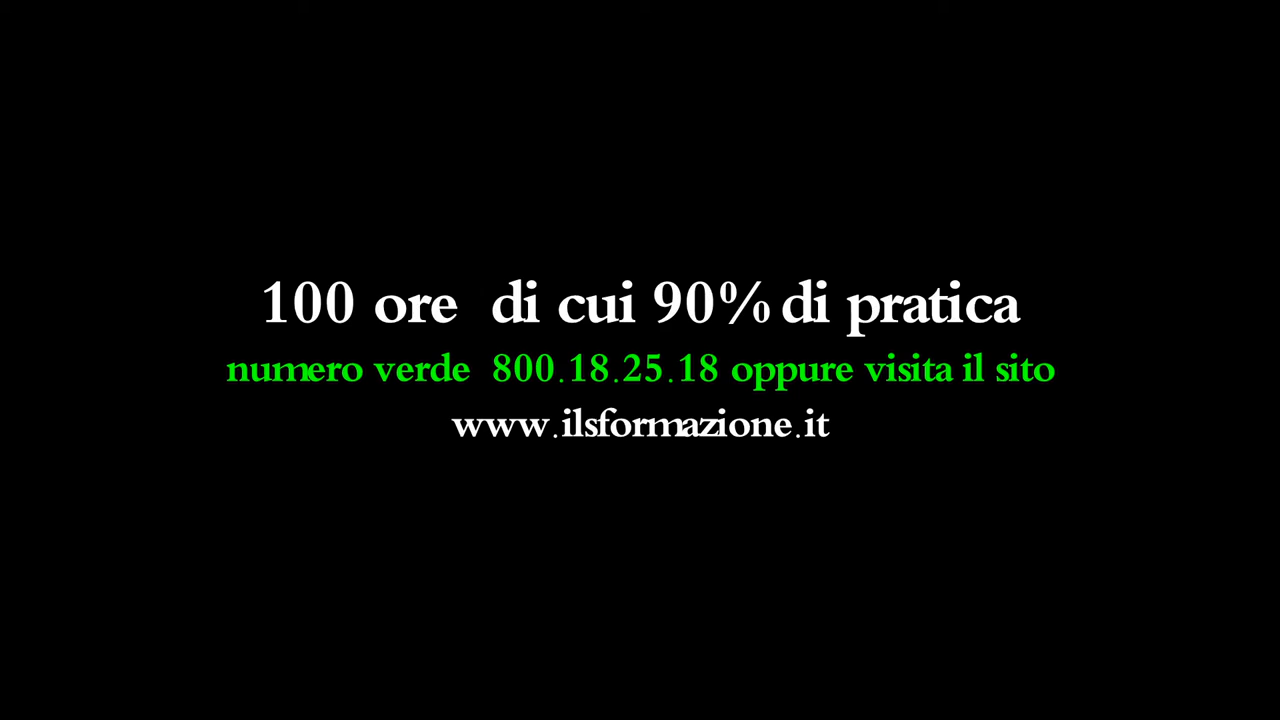 100 ore di cui 90% di pratica
numero verde 800.18.25.18 oppure visita il sito
www.ilsformazione.it